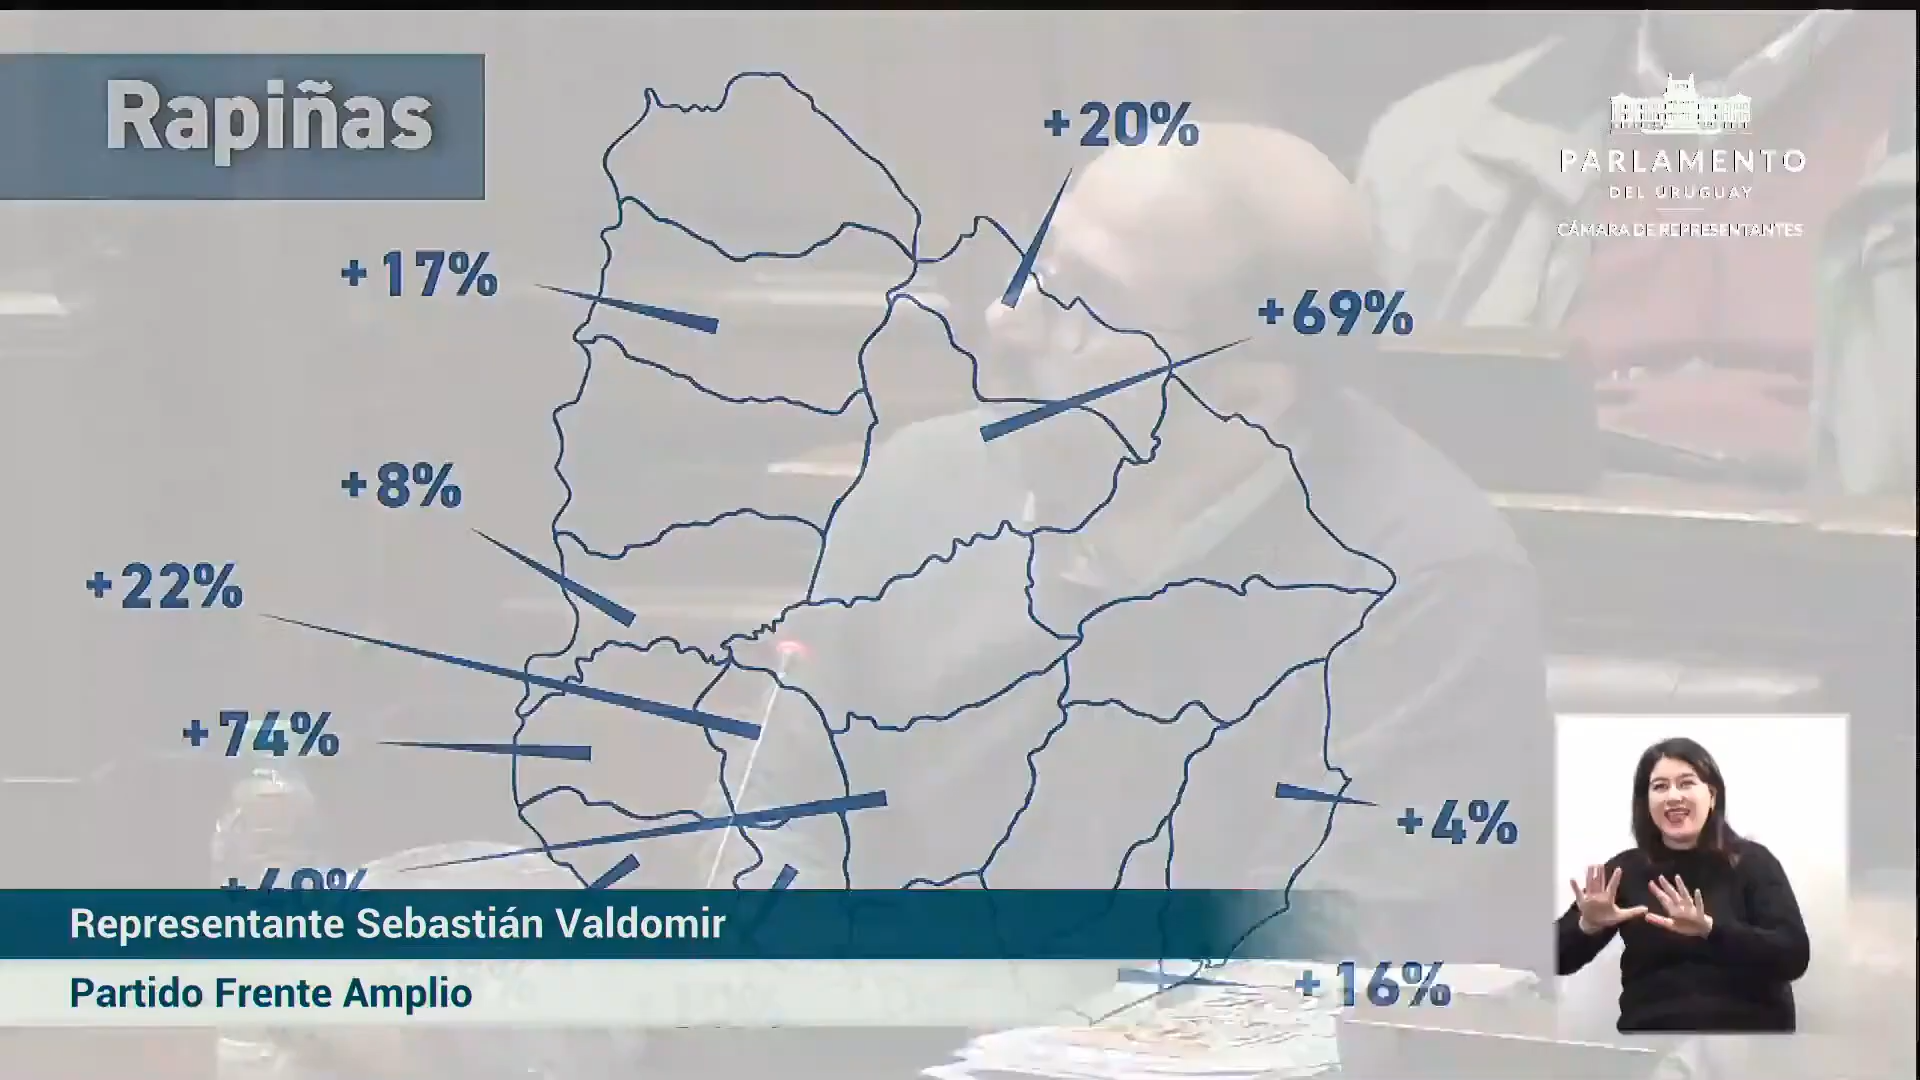 Rapiñas
+20%
PARLAMENTO
DEL URUGUAY
CÁMARA DE REPRESENTANTES
+17%
+69%
+8%
+22%
+74%
+4%
Representante Sebastián Valdomir
Partido Frente Amplio
+16%